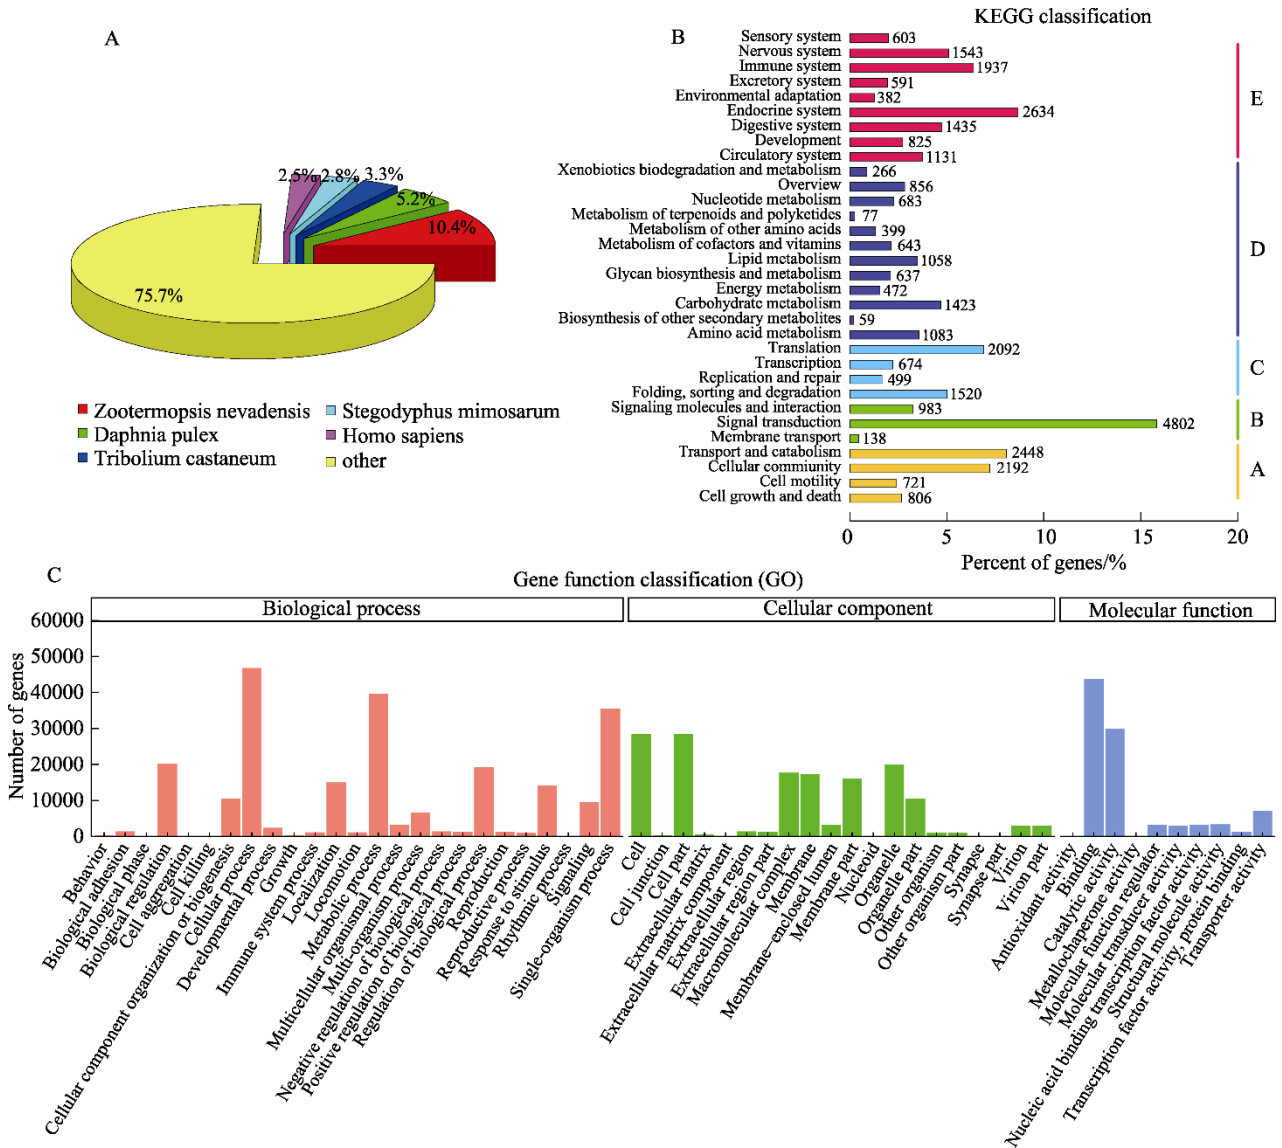 A
2.5%
2.8%
3.3%
5.2%
10.4%
75.7%
Zootermopsis nevadensis
Stegodyphus mimosarum
Daphnia pulex
Homo sapiens
Tribolium castaneum
other
B
KEGG classification
Sensory system 603
Nervous system 1543
Immune system 1937
Excretory system 591
Environmental adaptation 382
Endocrine system 2634
Digestive system 1435
Development 825
Circulatory system 1131
E
Xenobiotics biodegradation and metabolism 266
Overview 856
Nucleotide metabolism 683
Metabolism of terpenoids and polyketides 77
Metabolism of other amino acids 399
Metabolism of cofactors and vitamins 643
Lipid metabolism 1058
Glycan biosynthesis and metabolism 637
Energy metabolism 472
Carbohydrate metabolism 1423
Biosynthesis of other secondary metabolites 59
Amino acid metabolism 1083
D
Translation 2092
Transcription 674
Replication and repair 499
Folding, sorting and degradation 1520
C
Signaling molecules and interaction 983
Signal transduction 4802
Membrane transport 138
B
Transport and catabolism 2448
Cellular commiunity 2192
Cell motility 721
Cell growth and death 806
A
0 5 10 15 20
Percent of genes/%
C
Gene function classification (GO)
Biological process
Cellular component
Molecular function
Number of genes
60000
50000
40000
30000
20000
10000
0
Behavior
Biological adhesion
Biological phase
Biological regulation
Cell aggregation
Cell killing
Cellular component organization or biogenesis
Cellular process
Developmental process
Growth
Immune system process
Localization
Locomotion
Metabolic process
Multicellular organismal process
Multi-organism process
Negative regulation of biological process
Positive regulation of biological process
Regulation of biological process
Reproduction
Reproductive process
Response to stimulus
Rhythmic process
Signaling
Single-organism process
Cell
Cell junction
Cell part
Extracellular matrix
Extracellular matrix component
Extracellular region
Extracellular region part
Macromolecular complex
Membrane
Membrane-enclosed lumen
Membrane part
Nucleoid
Organelle
Organelle part
Other organism
Other organism part
Synapse
Synapse part
Virion
Virion part
Antioxidant activity
Binding
Catalytic activity
Metallochaperone activity
Molecular function regulator
Molecular transducer activity
Nucleic acid binding transcription factor activity
Structural molecule activity
Transcription factor activity, protein binding
Transporter activity